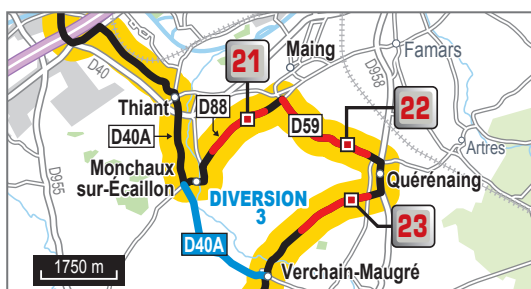 D40
21
Maing
D958
Famars
Thiant
D88
22
D40A
D59
Artres
Monchaux
sur-Écaillon
D955
Quérénaing
DIVERSION
3
23
D40A
1750 m
Verchain-Maugré